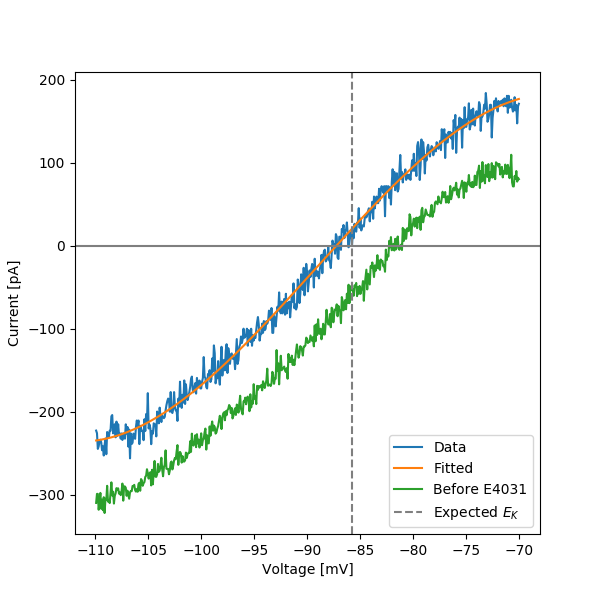 200
100
0
−100
−200
−300
Current [pA]
−110 −105 −100 −95 −90 −85 −80 −75 −70
Voltage [mV]
Data
Fitted
Before E4031
Expected E_K